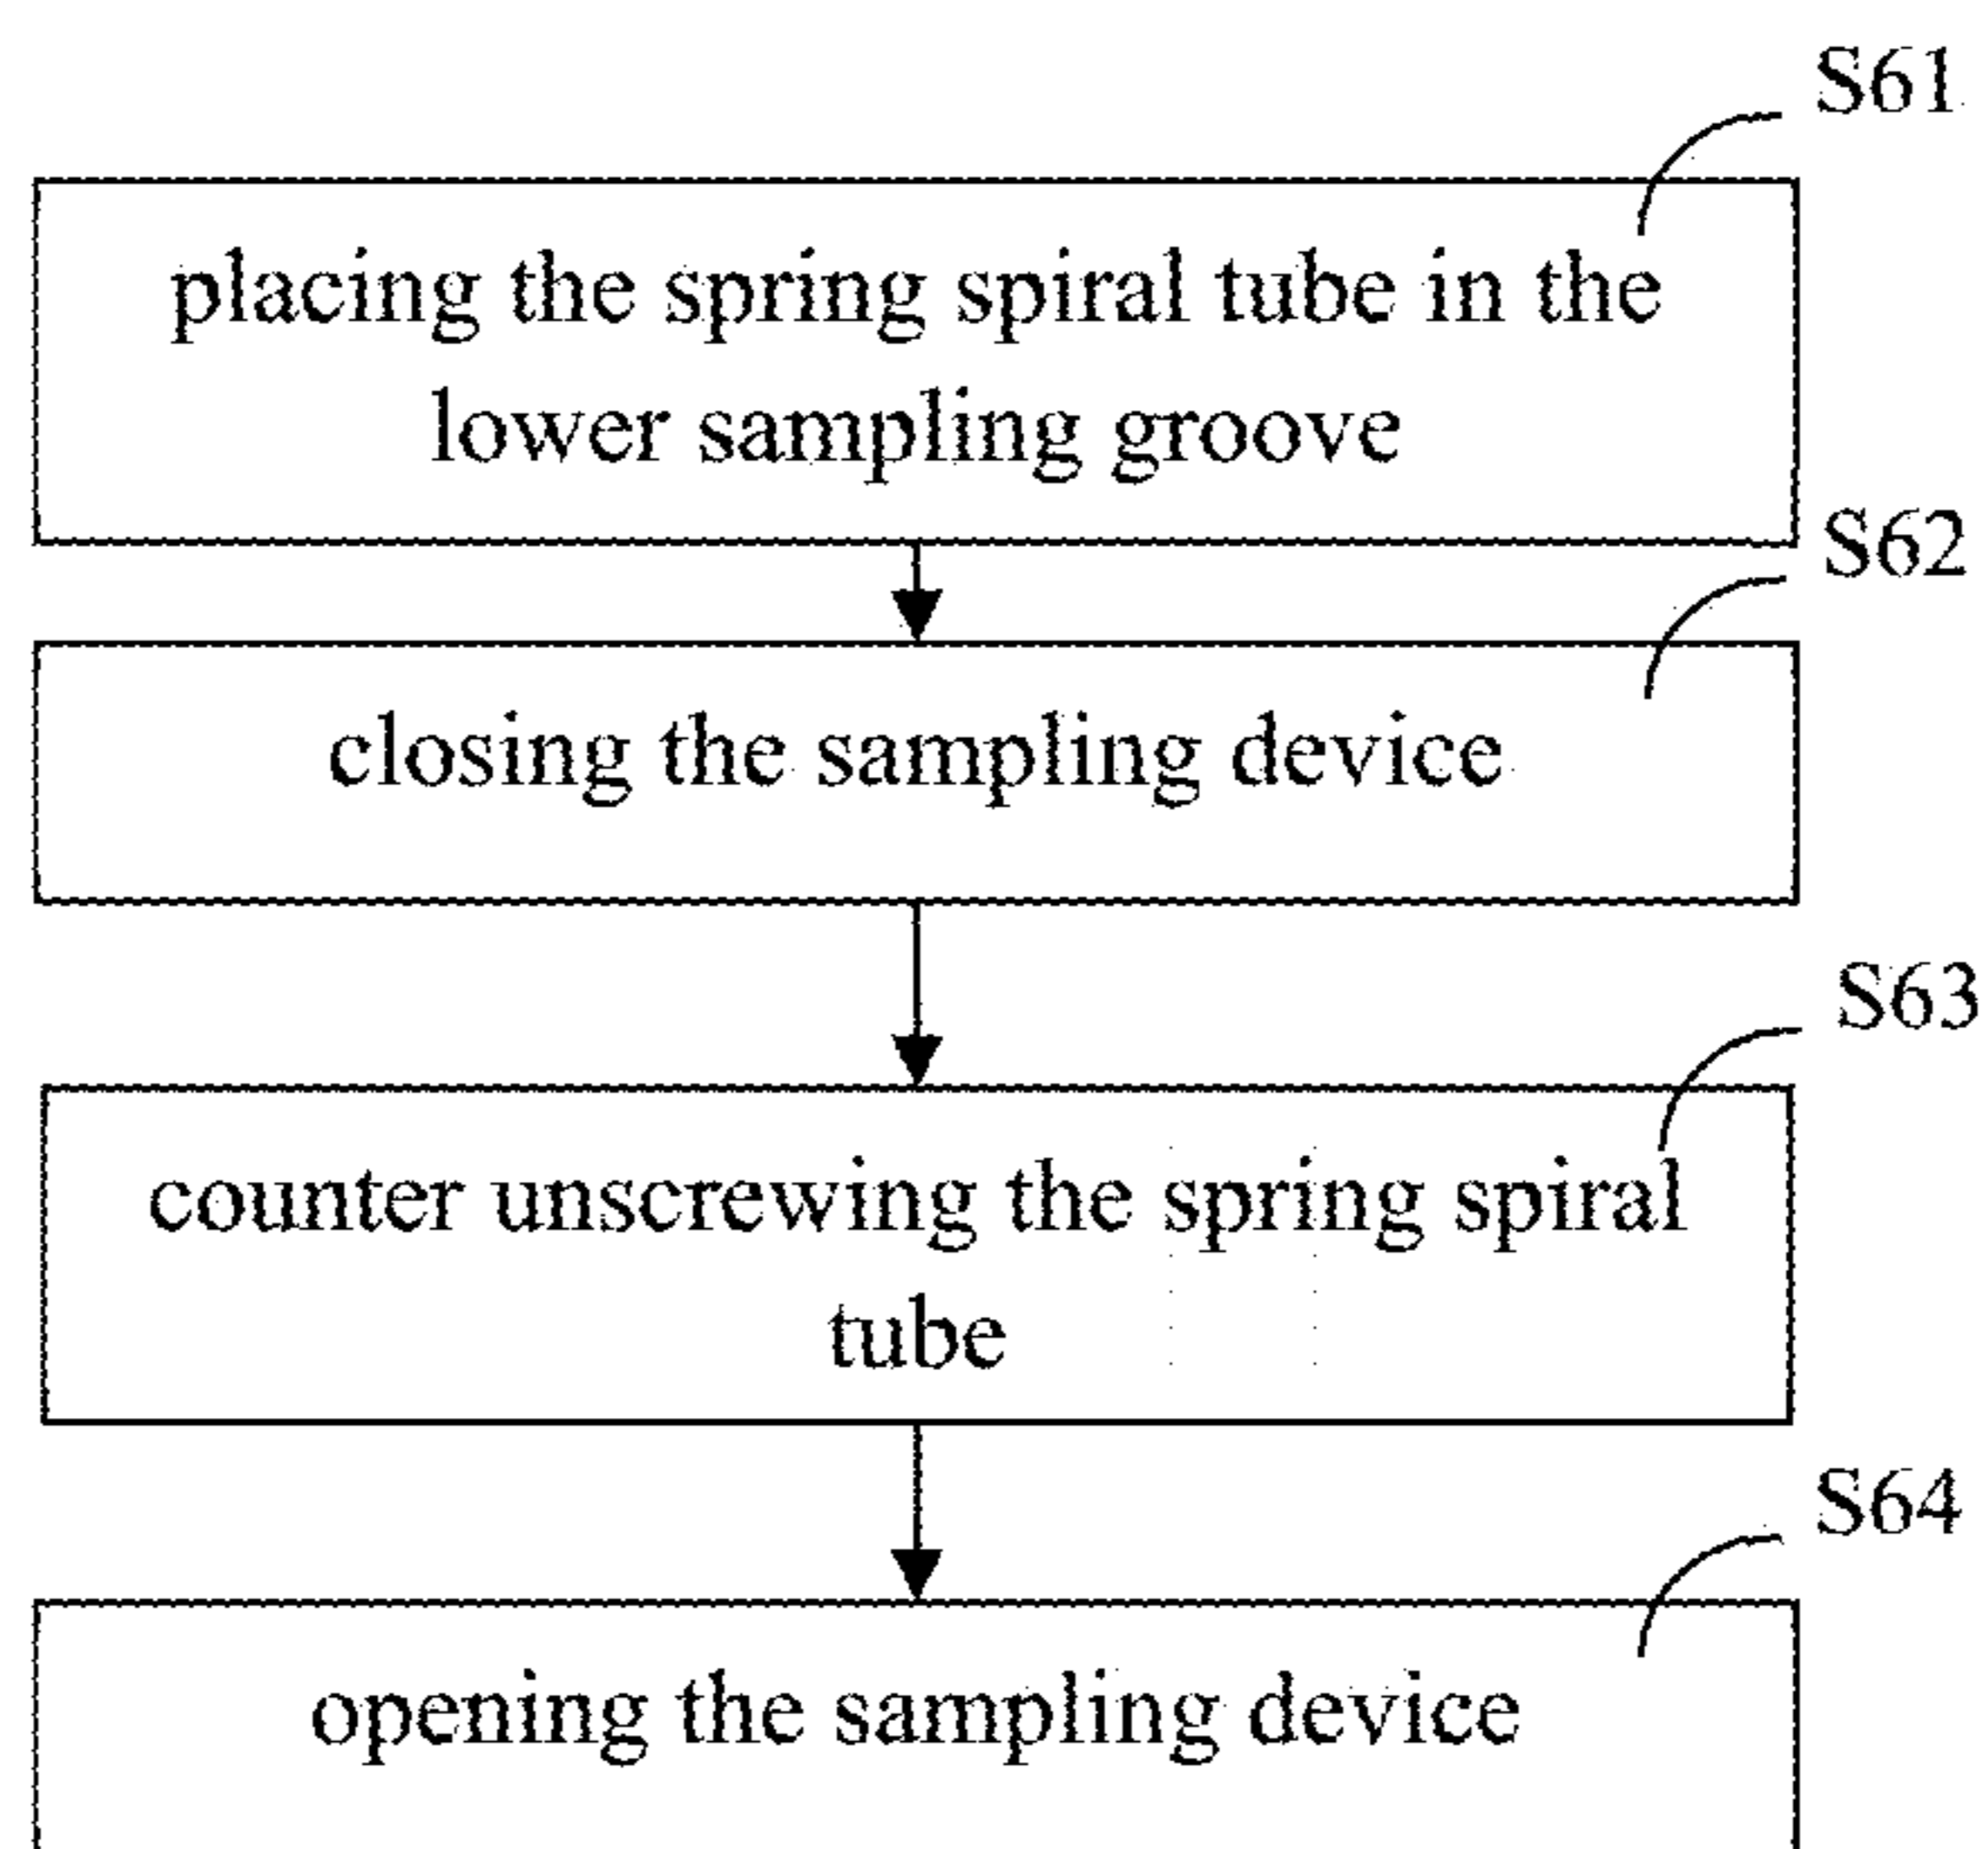 S61
placing the spring spiral tube in the
lower sampling groove
S62
closing the sampling device
S63
counter unscrewing the spring spiral
tube
S64
opening the sampling device